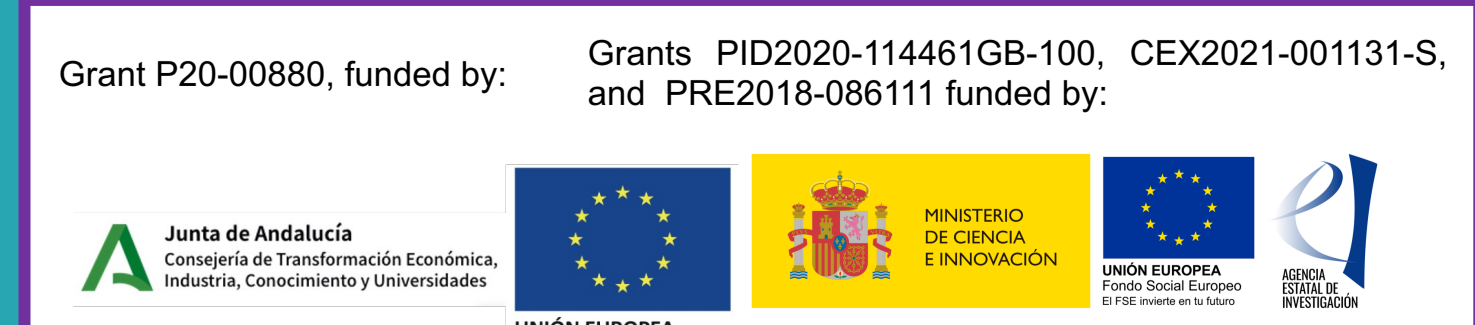 Grant P20-00880, funded by:
Grants PID2020-114461GB-100, CEX2021-001131-S,
and PRE2018-086111 funded by:
Junta de Andalucía
Consejería de Transformación Económica,
Industria, Conocimiento y Universidades
UNIÓN EUROPEA
MINISTERIO
DE CIENCIA
E INNOVACIÓN
UNIÓN EUROPEA
Fondo Social Europeo
El FSE invierte en tu futuro
AGENCIA
ESTATAL DE
INVESTIGACIÓN